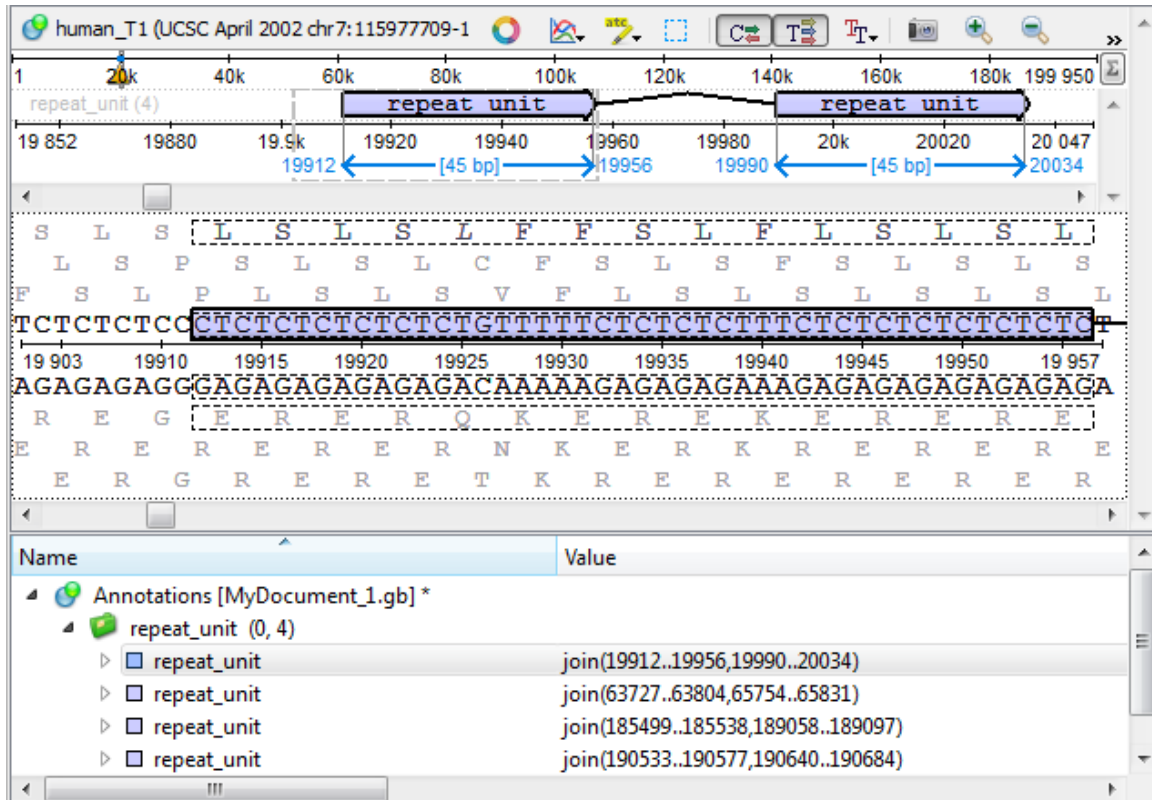 human_T1 (UCSC April 2002 chr7:115977709-1
1 20k 40k 60k 80k 100k 120k 140k 160k 180k 199 950
repeat_unit (4) repeat unit repeat unit
19 852 19880 19.9k 19920 19940 19960 19980 20k 20020 20 047
19912 [45 bp] 19956 19990 [45 bp] 20034
S L S L S L S L F F S L F L S L S L
L S P S L S L C F S L S F S L S L S
F S L P L S L S V F L S L S L S L S L
TCTCTCTCCCTCTCTCTCTCTCTGTTTTTCTCTCTCTTTCTCTCTCTCTCTCTCT
19 903 19910 19915 19920 19925 19930 19935 19940 19945 19950 19 957
AGAGAGAGGGAGAGAGAGAGAGACAAAAAGAGAGAGAAAGAGAGAGAGAGAGAGA
R E G E R E R Q K E R E K E R E R E
E R E R E R E R N K E R K R E R E R E
E R G R E R E T K R E R E R E R E R
Name Value
Annotations [MyDocument_1.gb] *
repeat_unit (0, 4)
repeat_unit join(19912..19956,19990..20034)
repeat_unit join(63727..63804,65754..65831)
repeat_unit join(185499..185538,189058..189097)
repeat_unit join(190533..190577,190640..190684)